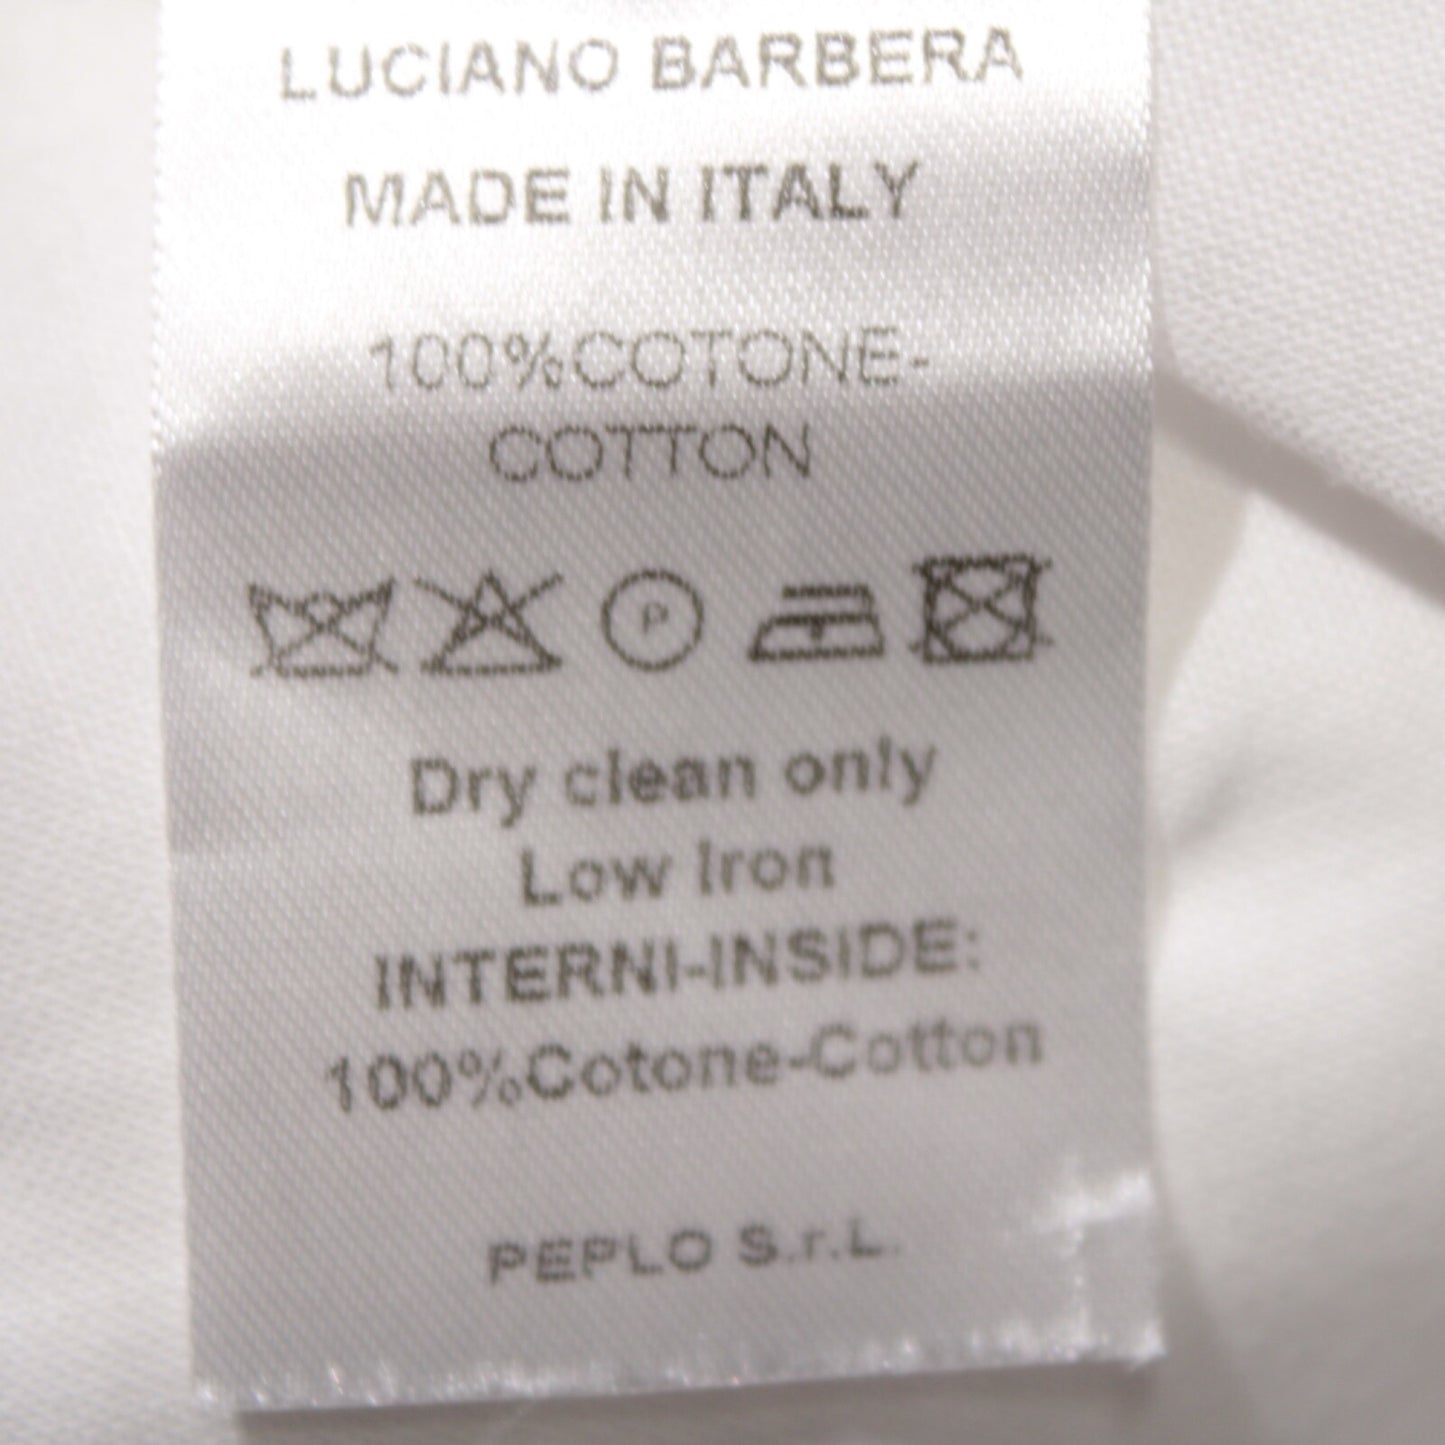 LUCIANO BARBERA
MADE IN ITALY
100%COTONE-
COTTON
P
Dry clean only
Low Iron
INTERNI-INSIDE:
100%Cotone-Cotton
PEPLO S.r.L.